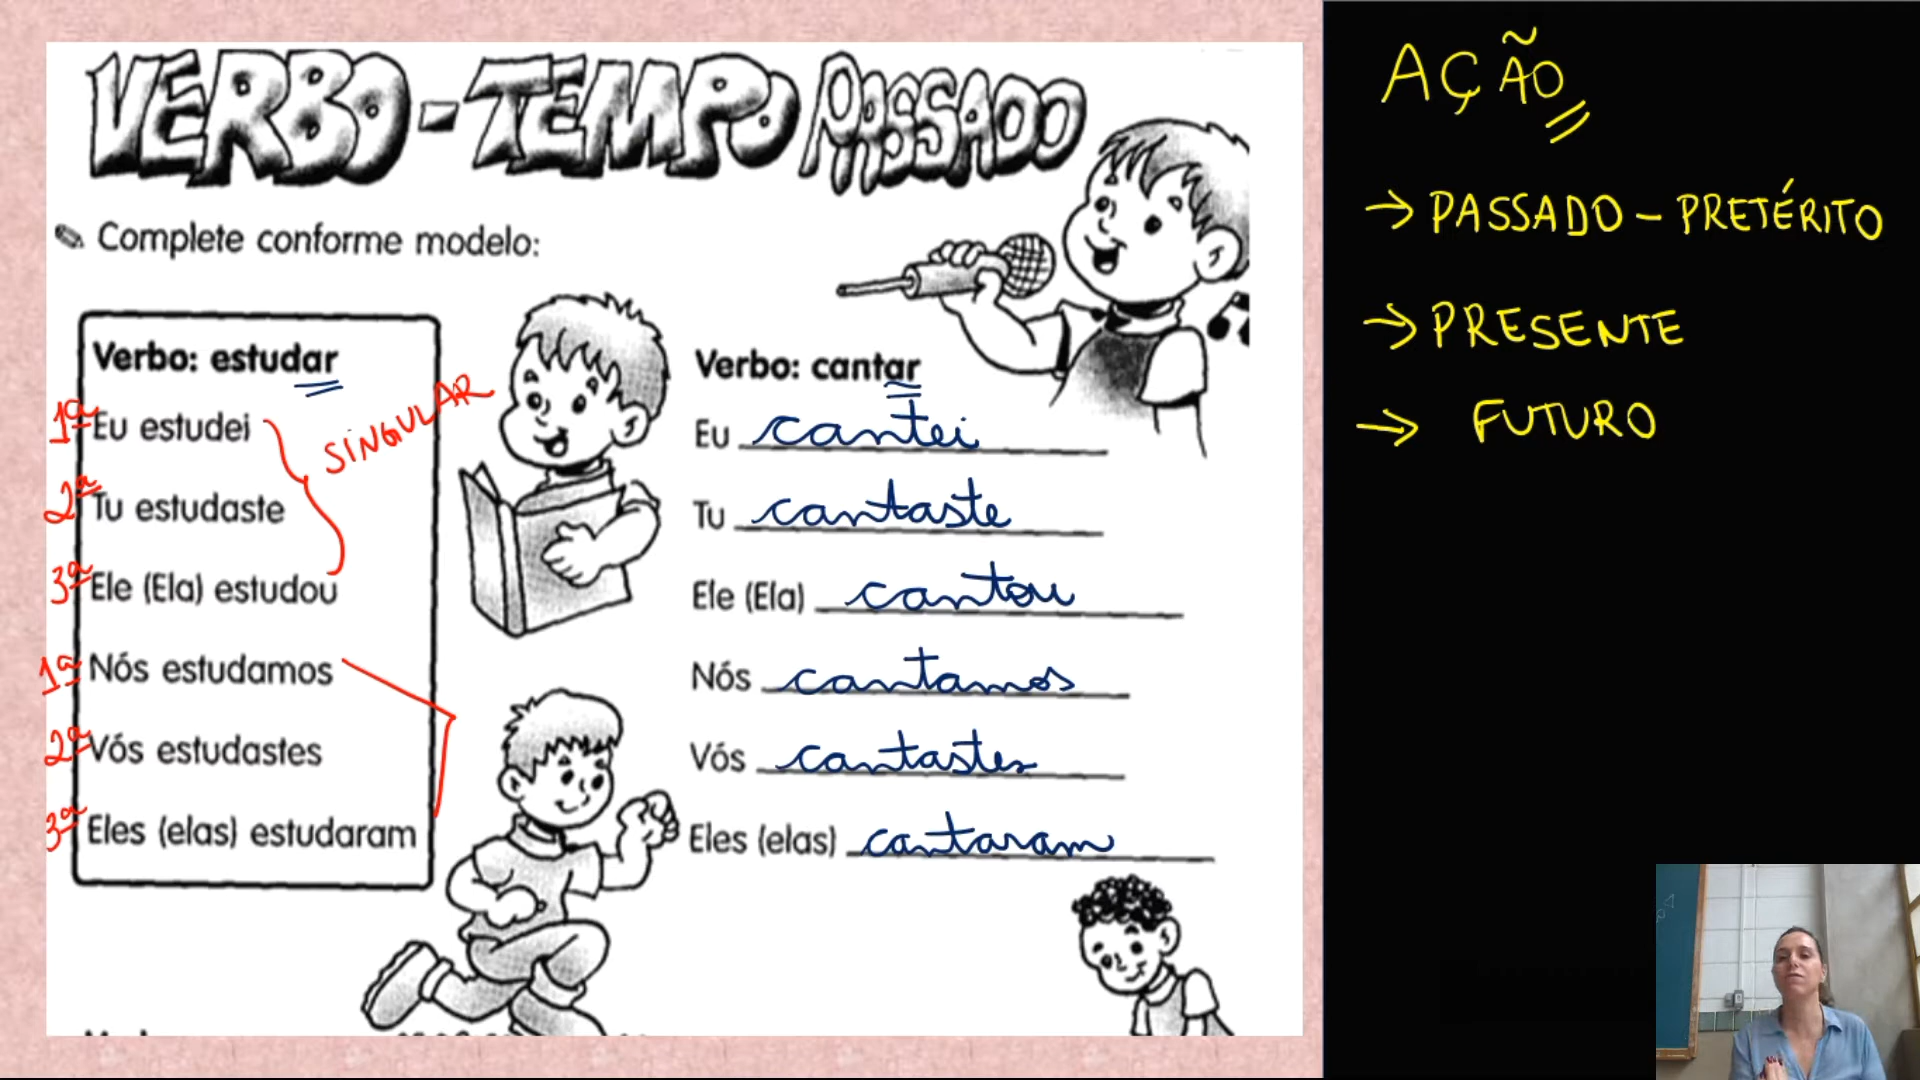 VERBO - TEMPO PASSADO
Complete conforme modelo:
Verbo: estudar
1ª Eu estudei
2ª Tu estudaste
3ª Ele (Ela) estudou
SINGULAR
1ª Nós estudamos
2ª Vós estudastes
3ª Eles (elas) estudaram
Verbo: cantar
Eu cantei
Tu cantaste
Ele (Ela) cantou
Nós cantamos
Vós cantastes
Eles (elas) cantaram
AÇÃO
→ PASSADO - PRETÉRITO
→ PRESENTE
→ FUTURO